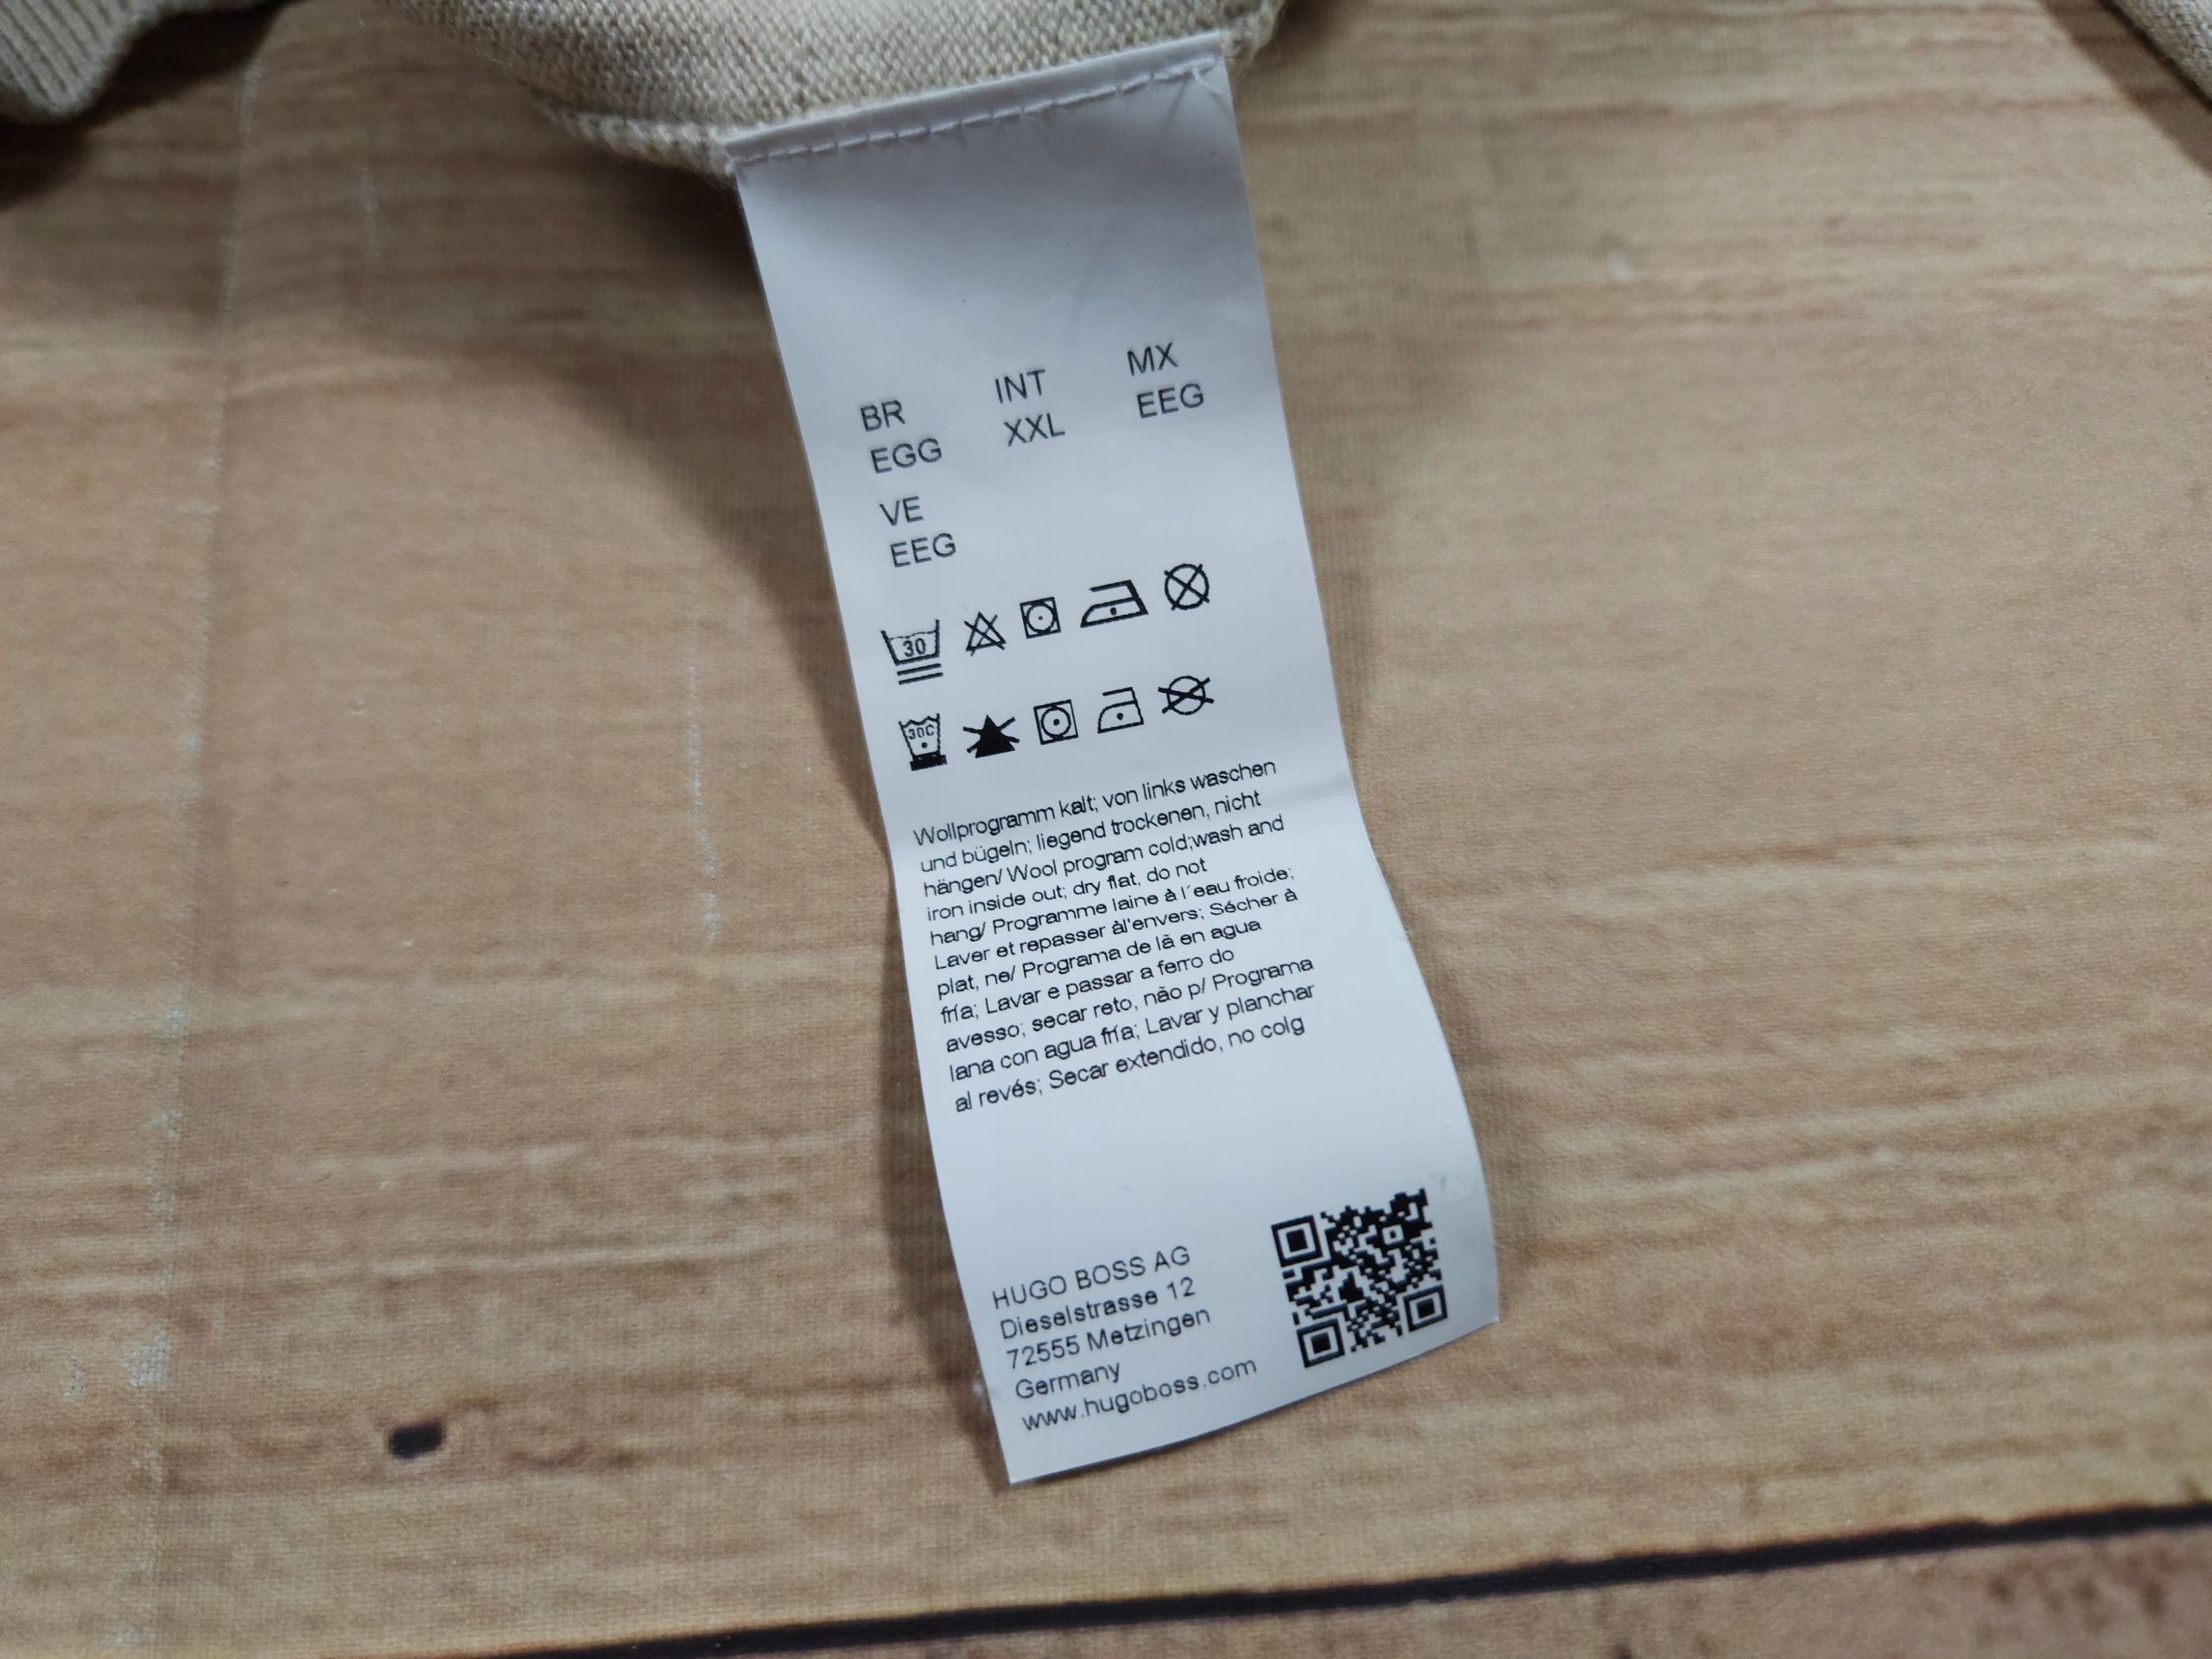 BR INT MX
EGG XXL EEG
VE
EEG
30
30C
Wollprogramm kalt; von links waschen
und bügeln; liegend trockenen, nicht
hängen/ Wool program cold;wash and
iron inside out; dry flat, do not
hang/ Programme laine à l´eau froide;
Laver et repasser àl'envers; Sécher à
plat, ne/ Programa de lã en agua
fría; Lavar e passar a ferro do
avesso; secar reto, não p/ Programa
lana con agua fría; Lavar y planchar
al revés; Secar extendido, no colg
HUGO BOSS AG
Dieselstrasse 12
72555 Metzingen
Germany
www.hugoboss.com